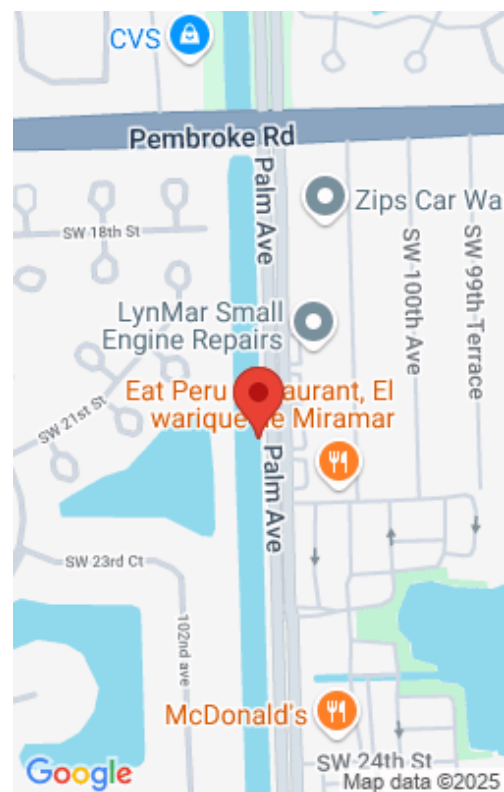 CVS
Pembroke Rd
Palm Ave
Zips Car Wa
SW 18th St
SW 100th Ave
SW 99th Terrace
LynMar Small
Engine Repairs
Eat Peru aurant, El
warique e Miramar
SW 21st St
Palm Ave
SW 23rd Ct
102nd ave
McDonald's
SW 24th St
Google
Map data ©2025